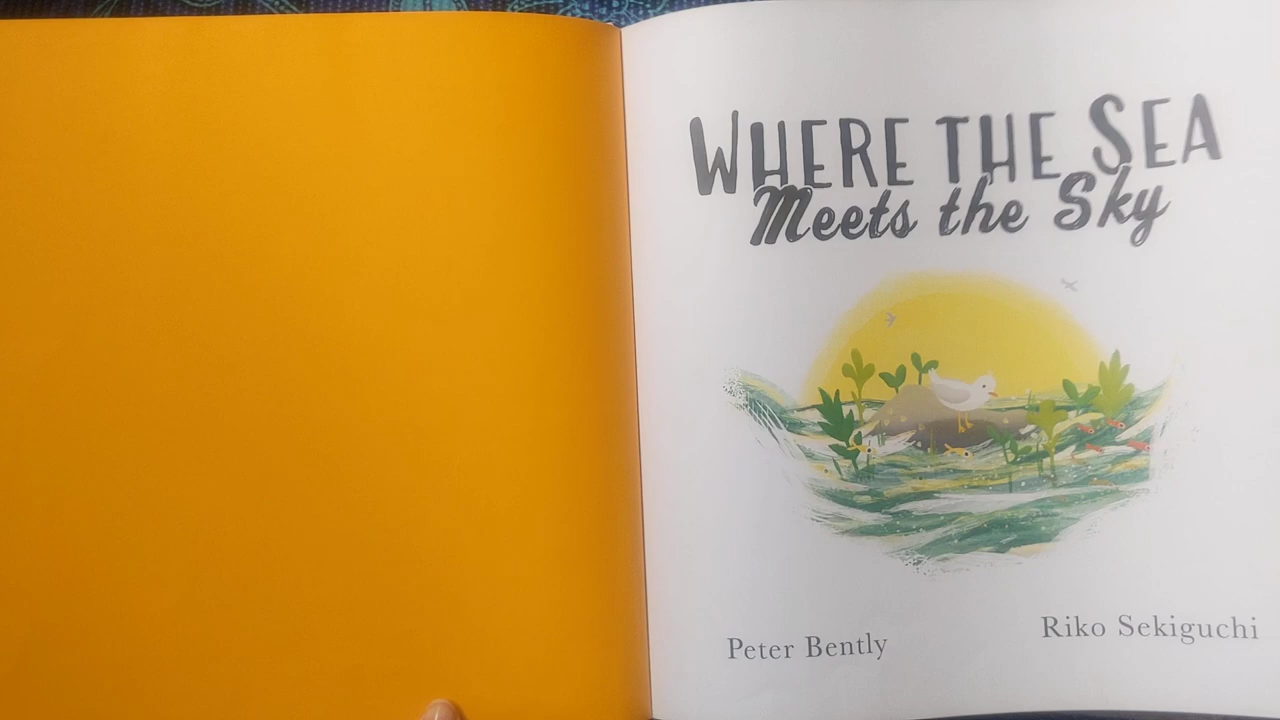 WHERE THE SEA
Meets the Sky
Peter Bently
Riko Sekiguchi